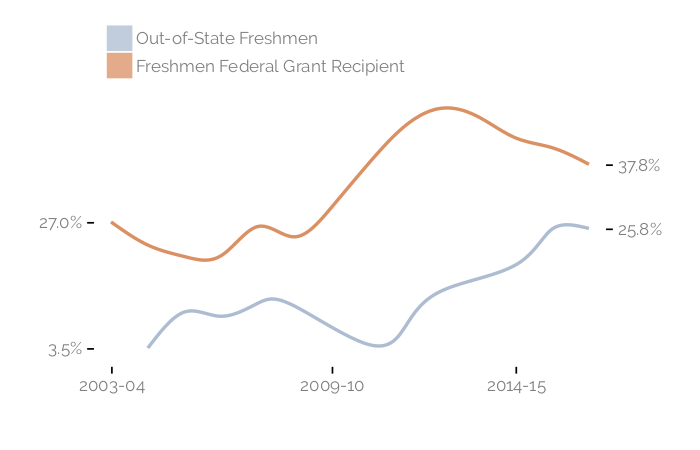 Out-of-State Freshmen
Freshmen Federal Grant Recipient
37.8%
27.0%
25.8%
3.5%
2003-04 2009-10 2014-15